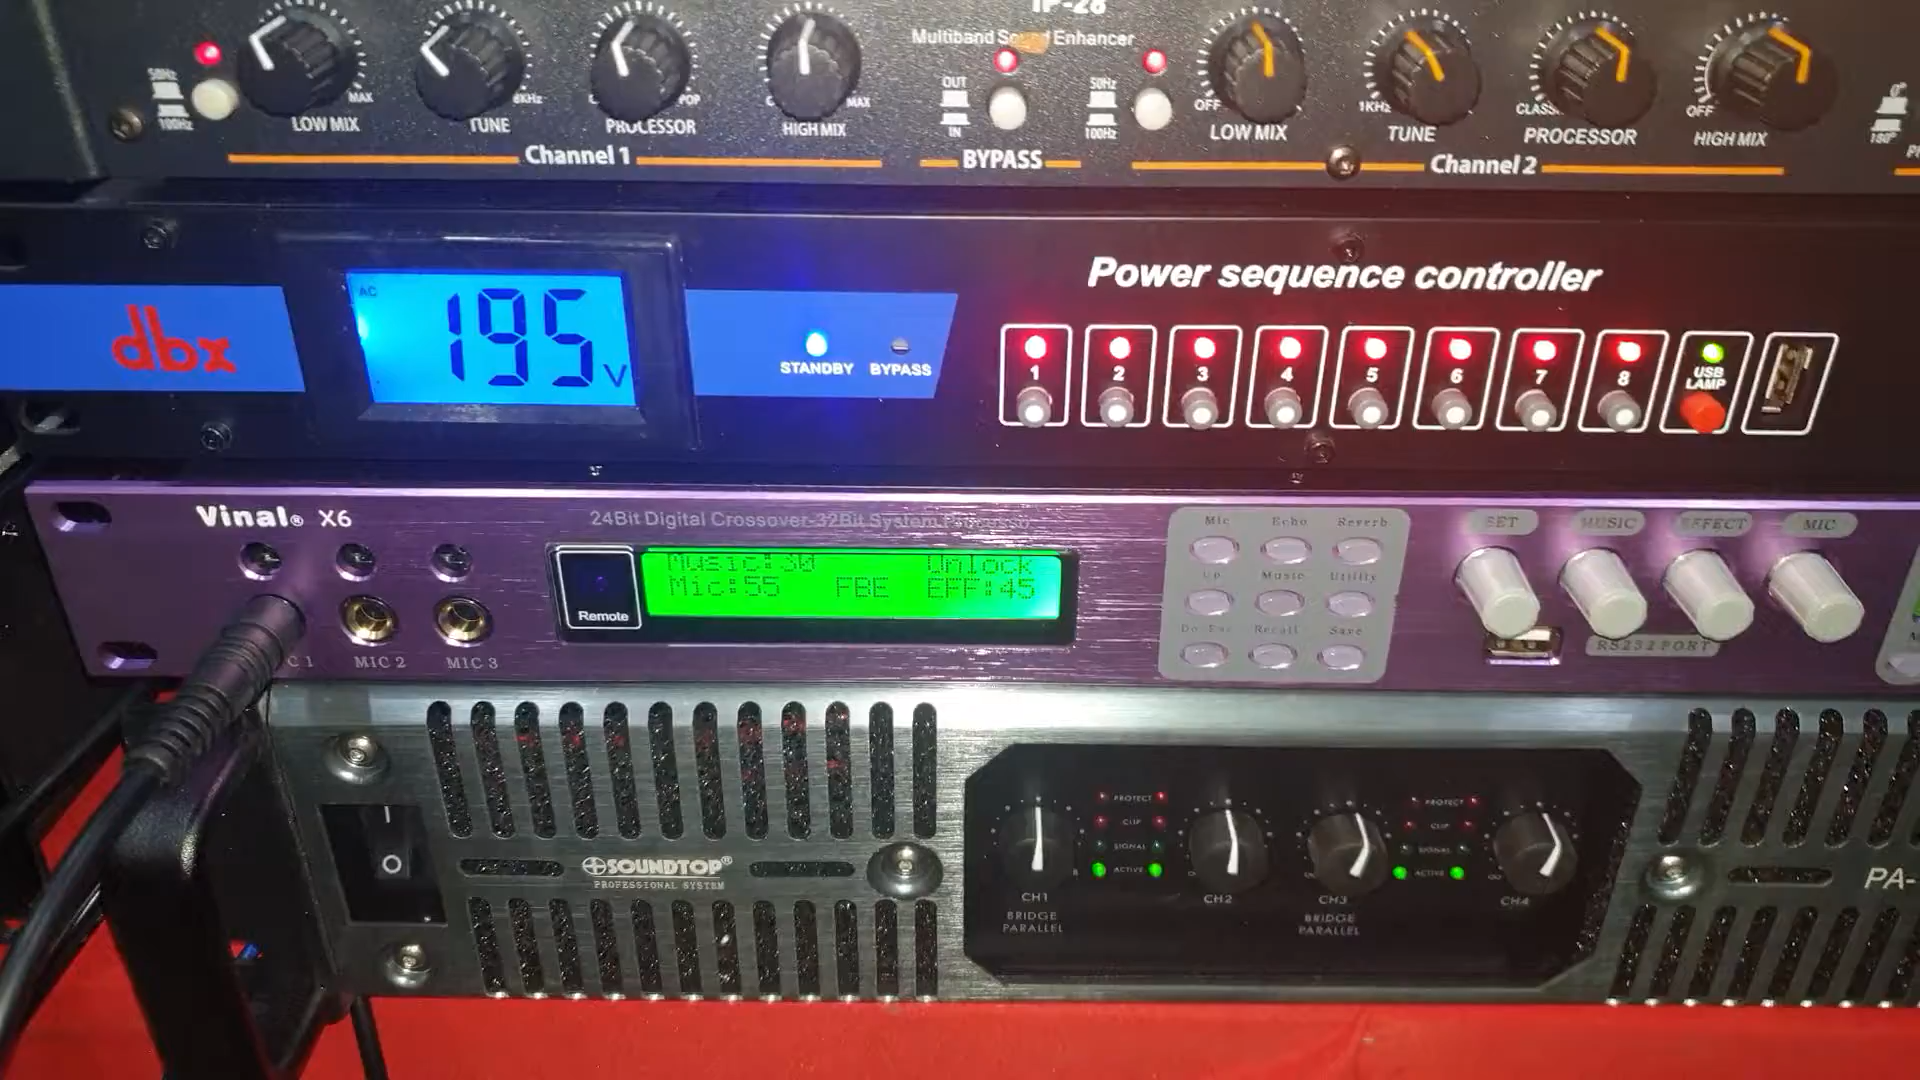 IP-28
Multiband Sound Enhancer
50Hz
100Hz
MAX
LOW MIX
TUNE
POP
PROCESSOR
MAX
HIGH MIX
Channel 1
OUT
IN
BYPASS
50Hz
100Hz
OFF
LOW MIX
1KHz
TUNE
PROCESSOR
OFF
HIGH MIX
Channel 2
0°
180°
dbx
AC
195V
STANDBY
BYPASS
Power sequence controller
1 2 3 4 5 6 7 8
USB
LAMP
Vinal® X6
24Bit Digital Crossover-32Bit System
MIC 2
MIC 3
Remote
Music:30 Unlock
Mic:55 FBE EFF:45
Mic Echo Reverb
Up Music Utility
Recall Save
SET MUSIC EFFECT MIC
RS232 PORT
SOUNDTOP®
PROFESSIONAL SYSTEM
PROTECT
CLIP
SIGNAL
ACTIVE
CH1
BRIDGE
PARALLEL
CH2
PROTECT
CLIP
SIGNAL
ACTIVE
CH3
BRIDGE
PARALLEL
CH4
PA-